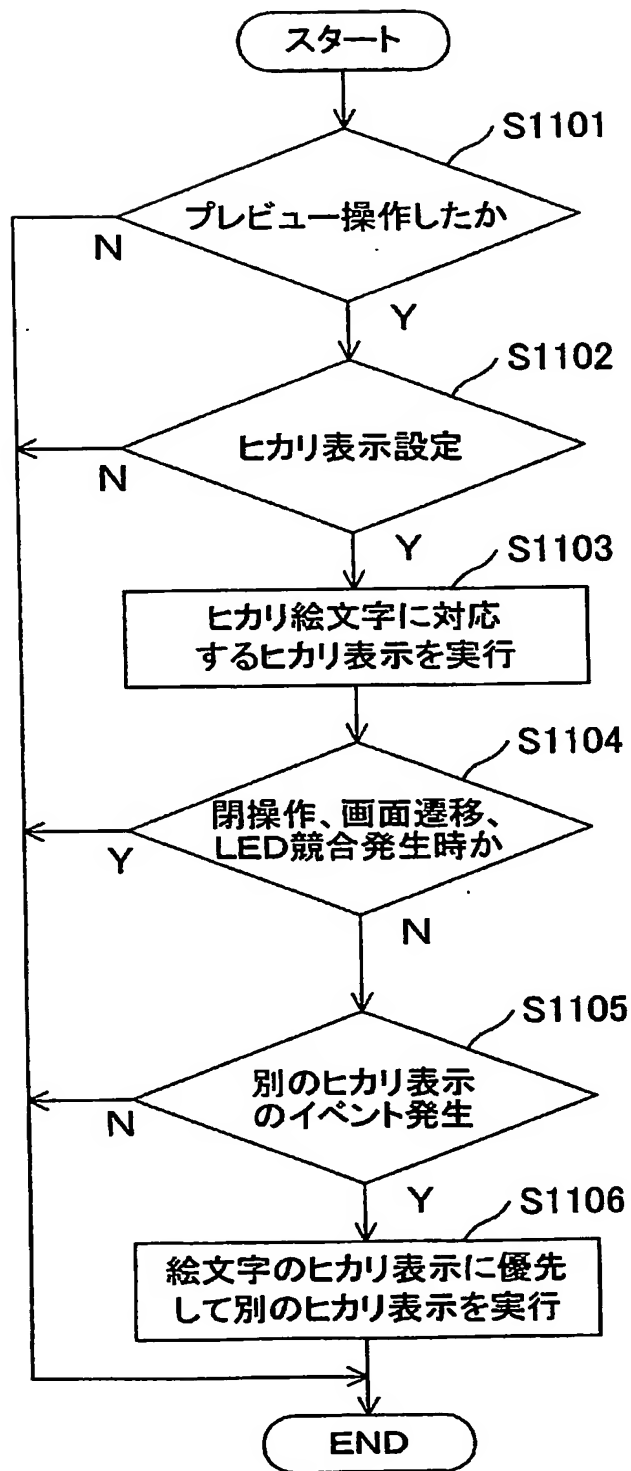 スタート
S1101
プレビュー操作したか
N
Y
S1102
ヒカリ表示設定
N
Y
S1103
ヒカリ絵文字に対応
するヒカリ表示を実行
S1104
閉操作、画面遷移、
LED競合発生時か
Y
N
S1105
別のヒカリ表示
のイベント発生
N
Y
S1106
絵文字のヒカリ表示に優先
して別のヒカリ表示を実行
END